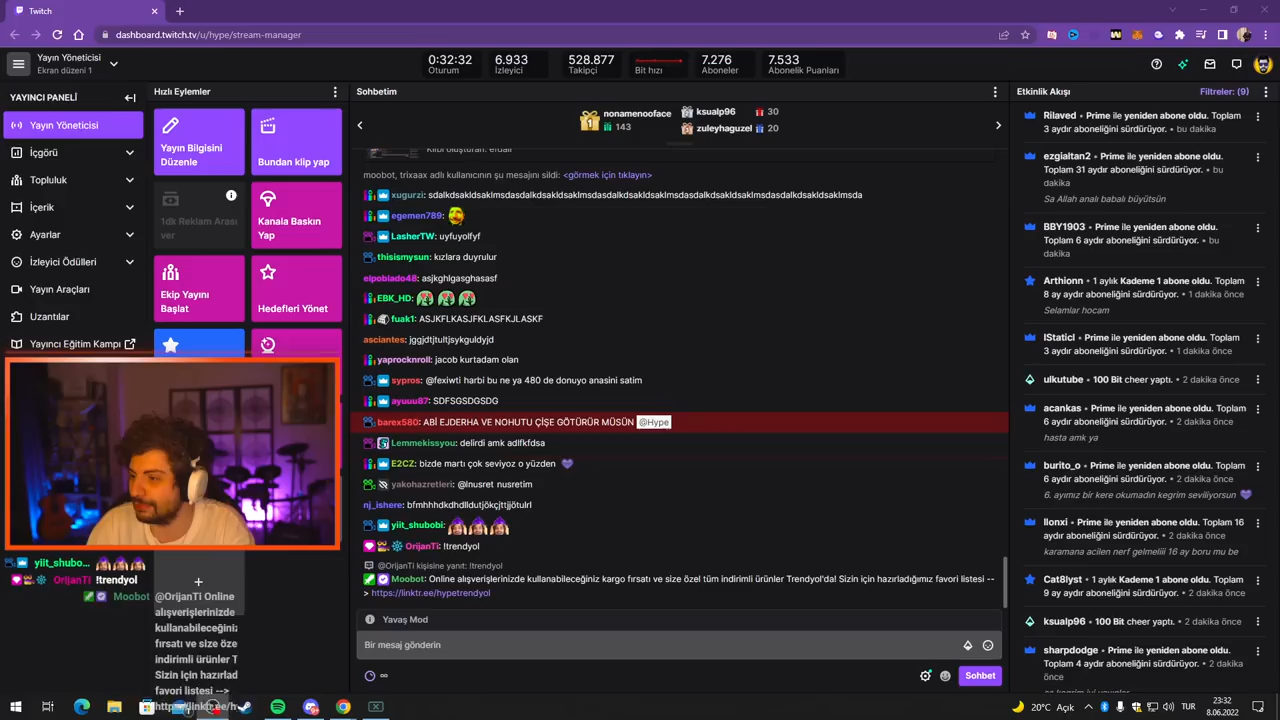 Twitch
dashboard.twitch.tv/u/hype/stream-manager
Yayın Yöneticisi
Ekran düzeni 1
0:32:32
Oturum
6.933
İzleyici
528.877
Takipçi
Bit hızı
7.276
Aboneler
7.533
Abonelik Puanları
YAYINCI PANELİ
Yayın Yöneticisi
İçgörü
Topluluk
İçerik
Ayarlar
İzleyici Ödülleri
Yayın Araçları
Uzantılar
Yayıncı Eğitim Kampı
Hızlı Eylemler
Yayın Bilgisini
Düzenle
Bundan klip yap
1dk Reklam Arası
ver
Kanala Baskın
Yap
Ekip Yayını
Başlat
Hedefleri Yönet
yiit_shubo...
OrijanTi !trendyol
Moobot
@OrijanTi Online
alışverişlerinizde
kullanabileceğiniz
fırsatı ve size öze
indirimli ürünler T
Sizin için hazırladı
favori listesi -->
Sohbetim
nonamenooface
143
ksualp96 30
zuleyhaguzel 20
moobot, trixaax adlı kullanıcının şu mesajını sildi: <görmek için tıklayın>
xugurzi: sdalkdsakldsaklmsdasdalkdsakldsaklmsdasdalkdsakldsaklmsdasdalkdsakldsaklmsda
egemen789:
LasherTW: uyfuyolfyf
thisismysun: kızlara duyrulur
elpoblado48: asjkghlgasghasasf
EBK_HD:
fuak1: ASJKFLKASJFKLASFKJLASKF
asciantes: jggjdtjtultjsykguldyjd
yaprocknroll: jacob kurtadam olan
sypros: @fexiwti harbi bu ne ya 480 de donuyo anasini satim
ayuuu87: SDFSGSDGSDG
barex580: ABİ EJDERHA VE NOHUTU ÇİŞE GÖTÜRÜR MÜSÜN @Hype
Lemmekissyou: delirdi amk adlfkfdsa
E2CZ: bizde martı çok seviyoz o yüzden
yakohazretleri: @lnusret nusretim
nj_ishere: bfmhhhdkdhdlldutjökçjttjjötulrl
yiit_shubobi:
OrijanTi: !trendyol
@OrijanTi kişisine yanıt: !trendyol
Moobot: Online alışverişlerinizde kullanabileceğiniz kargo fırsatı ve size özel tüm indirimli ürünler Trendyol'da! Sizin için hazırladığımız favori listesi --
> https://linktr.ee/hypetrendyol
Yavaş Mod
Bir mesaj gönderin
Sohbet
Etkinlik Akışı
Filtreler: (9)
Rilaved • Prime ile yeniden abone oldu. Toplam
3 aydır aboneliğini sürdürüyor. • bu dakika
ezgialtan2 • Prime ile yeniden abone oldu.
Toplam 31 aydır aboneliğini sürdürüyor. • bu
dakika
Sa Allah analı babalı büyütsün
BBY1903 • Prime ile yeniden abone oldu.
Toplam 6 aydır aboneliğini sürdürüyor. • bu
dakika
Arthionn • 1 aylık Kademe 1 abone oldu. Toplam
8 ay aydır aboneliğini sürdürüyor. • 1 dakika önce
Selamlar hocam
IStaticI • Prime ile yeniden abone oldu. Toplam
3 aydır aboneliğini sürdürüyor. • 1 dakika önce
ulkutube • 100 Bit cheer yaptı. • 2 dakika önce
acankas • Prime ile yeniden abone oldu. Toplam
6 aydır aboneliğini sürdürüyor. • 2 dakika önce
hasta amk ya
burito_o • Prime ile yeniden abone oldu. Toplam
6 aydır aboneliğini sürdürüyor. • 2 dakika önce
6. ayımız bir kere okumadın kegrim seviliyorsun
llonxi • Prime ile yeniden abone oldu. Toplam 16
aydır aboneliğini sürdürüyor. • 2 dakika önce
karamana acilen nerf gelmeliii 16 ay boru mu be
Cat8lyst • 1 aylık Kademe 1 abone oldu. Toplam
9 ay aydır aboneliğini sürdürüyor. • 2 dakika önce
ksualp96 • 100 Bit cheer yaptı. • 2 dakika önce
sharpdodge • Prime ile yeniden abone oldu.
Toplam 4 aydır aboneliğini sürdürüyor. • 2 dakika
önce
20°C Açık
TUR
23:32
8.06.2022